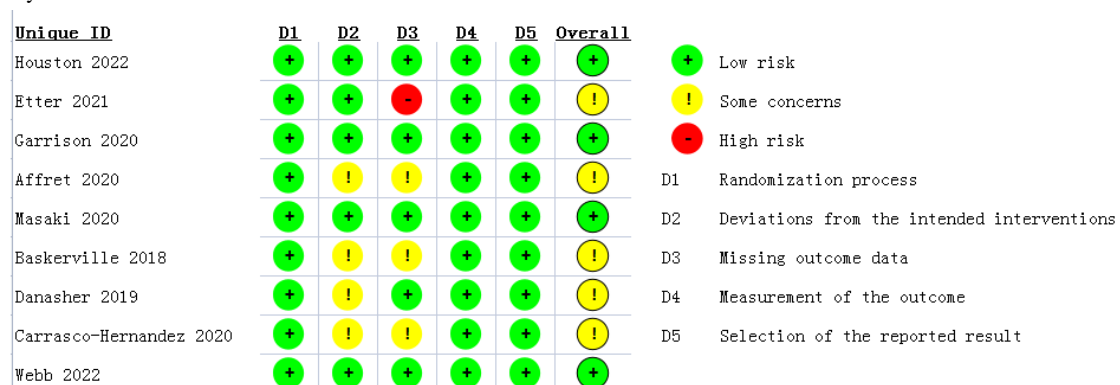 Unique ID D1 D2 D3 D4 D5 Overall
Houston 2022 + + + + + + + Low risk
Etter 2021 + + - + + ! ! Some concerns
Garrison 2020 + + + + + + - High risk
Affret 2020 + ! ! + + ! D1 Randomization process
Masaki 2020 + + + + + + D2 Deviations from the intended interventions
Baskerville 2018 + ! ! + + ! D3 Missing outcome data
Danasher 2019 + ! + + + ! D4 Measurement of the outcome
Carrasco-Hernandez 2020 + ! ! + + ! D5 Selection of the reported result
Webb 2022 + + + + + +